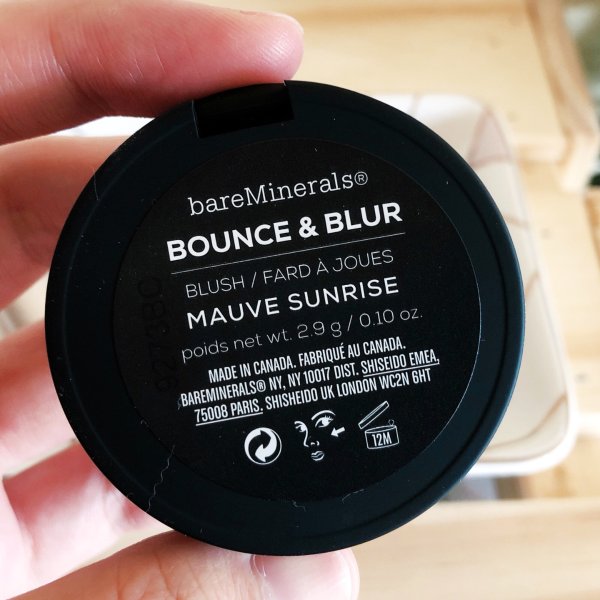 bareMinerals®
BOUNCE & BLUR
BLUSH / FARD À JOUES
MAUVE SUNRISE
poids net wt. 2.9 g / 0.10 oz.
MADE IN CANADA. FABRIQUÉ AU CANADA.
BAREMINERALS® NY, NY 10017 DIST. SHISEIDO EMEA,
75008 PARIS. SHISHEIDO UK LONDON WC2N 6HT
12M